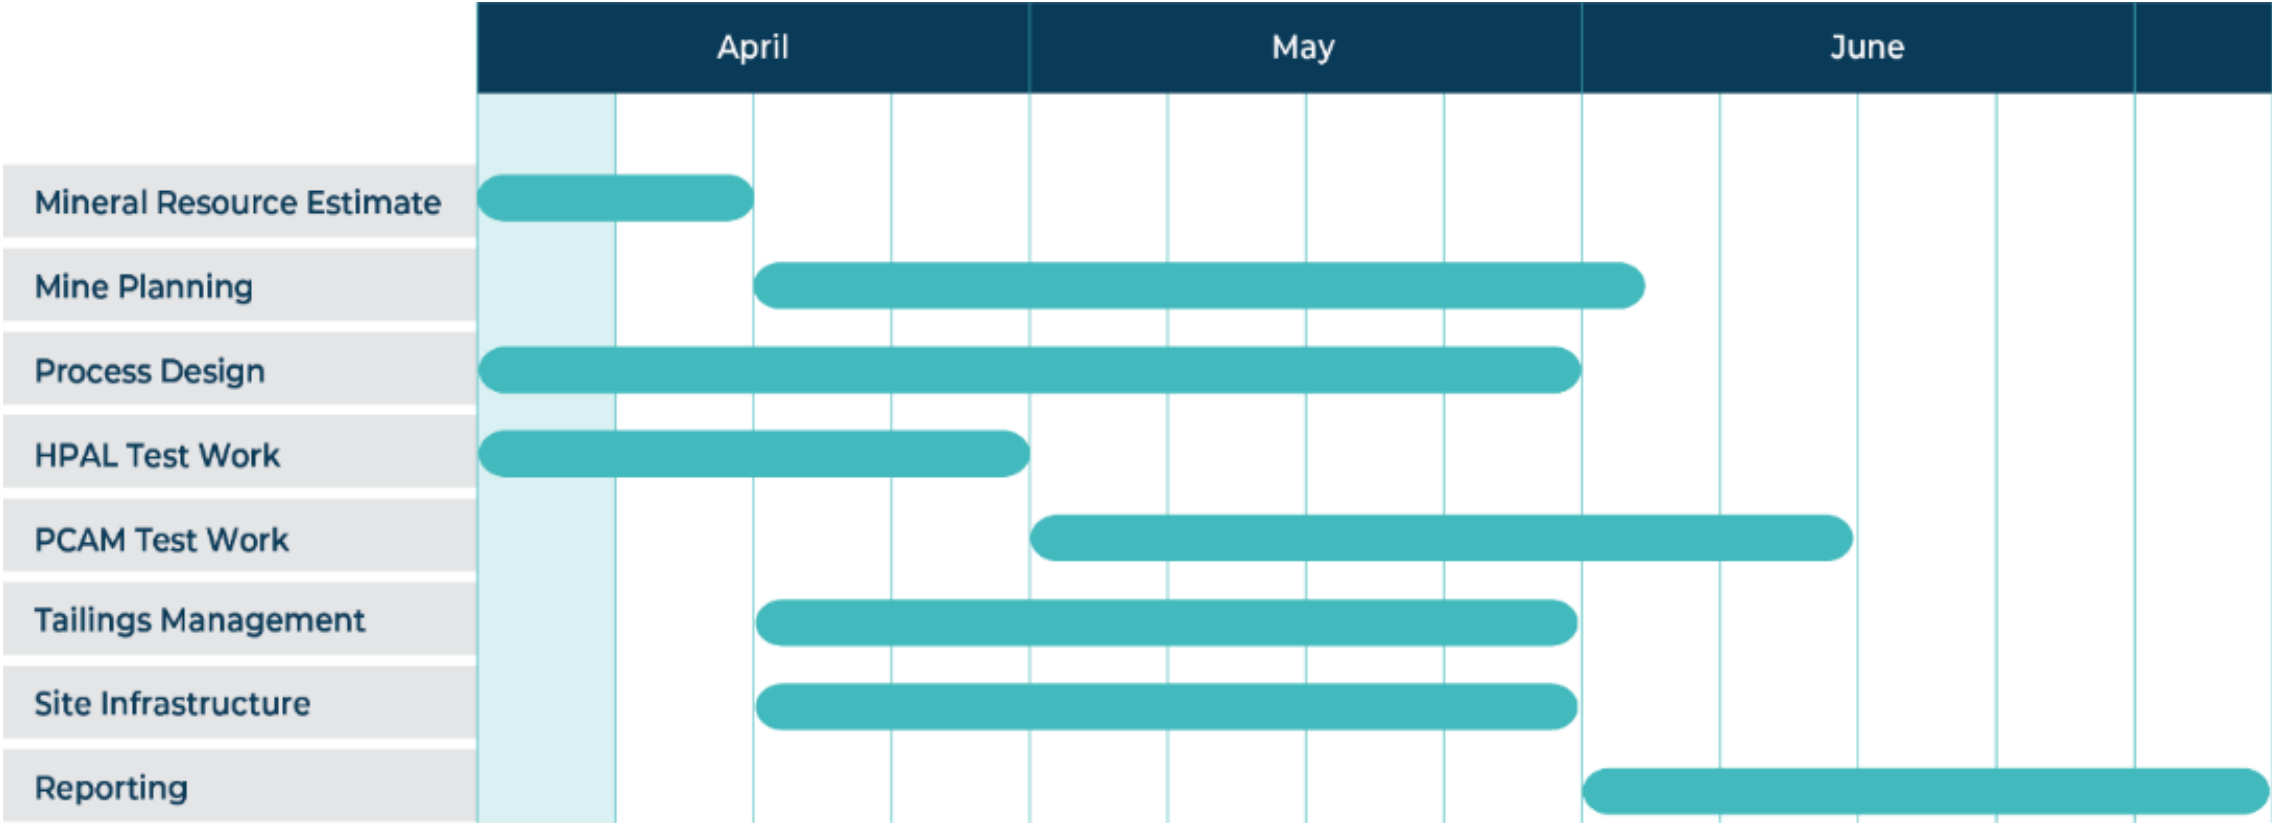 April
May
June
Mineral Resource Estimate
Mine Planning
Process Design
HPAL Test Work
PCAM Test Work
Tailings Management
Site Infrastructure
Reporting